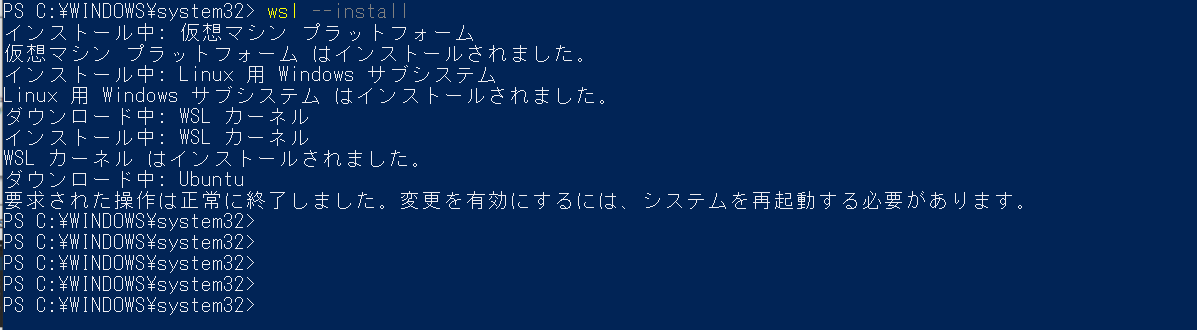 PS C:¥WINDOWS¥system32> wsl --install
インストール中: 仮想マシン プラットフォーム
仮想マシン プラットフォーム はインストールされました。
インストール中: Linux 用 Windows サブシステム
Linux 用 Windows サブシステム はインストールされました。
ダウンロード中: WSL カーネル
インストール中: WSL カーネル
WSL カーネル はインストールされました。
ダウンロード中: Ubuntu
要求された操作は正常に終了しました。変更を有効にするには、システムを再起動する必要があります。
PS C:¥WINDOWS¥system32>
PS C:¥WINDOWS¥system32>
PS C:¥WINDOWS¥system32>
PS C:¥WINDOWS¥system32>
PS C:¥WINDOWS¥system32>